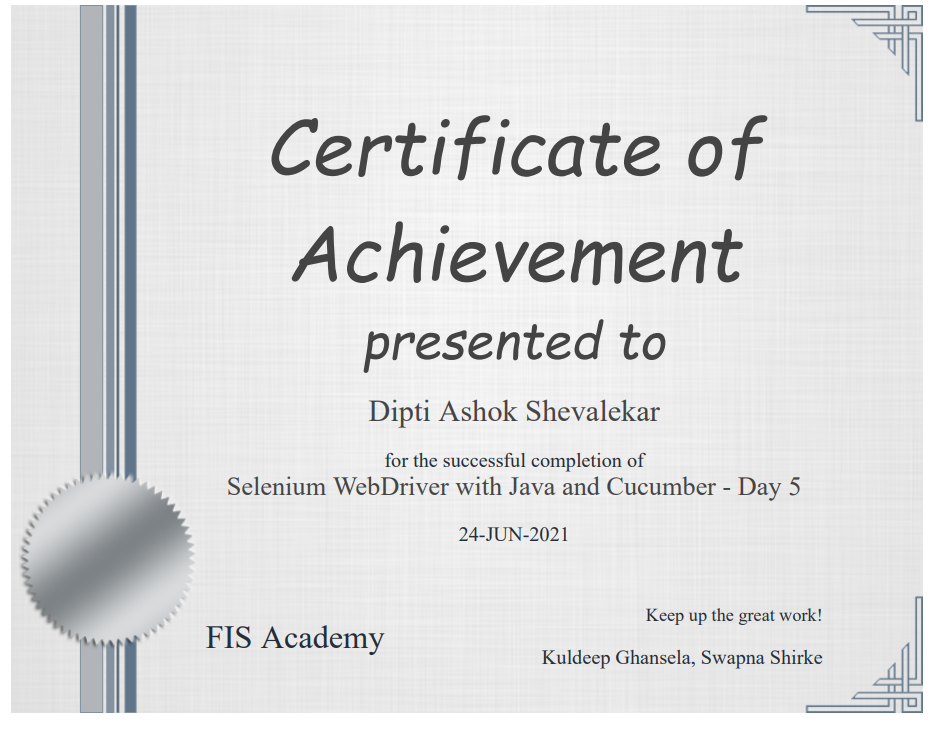 Certificate of
Achievement
presented to
Dipti Ashok Shevalekar
for the successful completion of
Selenium WebDriver with Java and Cucumber - Day 5
24-JUN-2021
Keep up the great work!
FIS Academy
Kuldeep Ghansela, Swapna Shirke